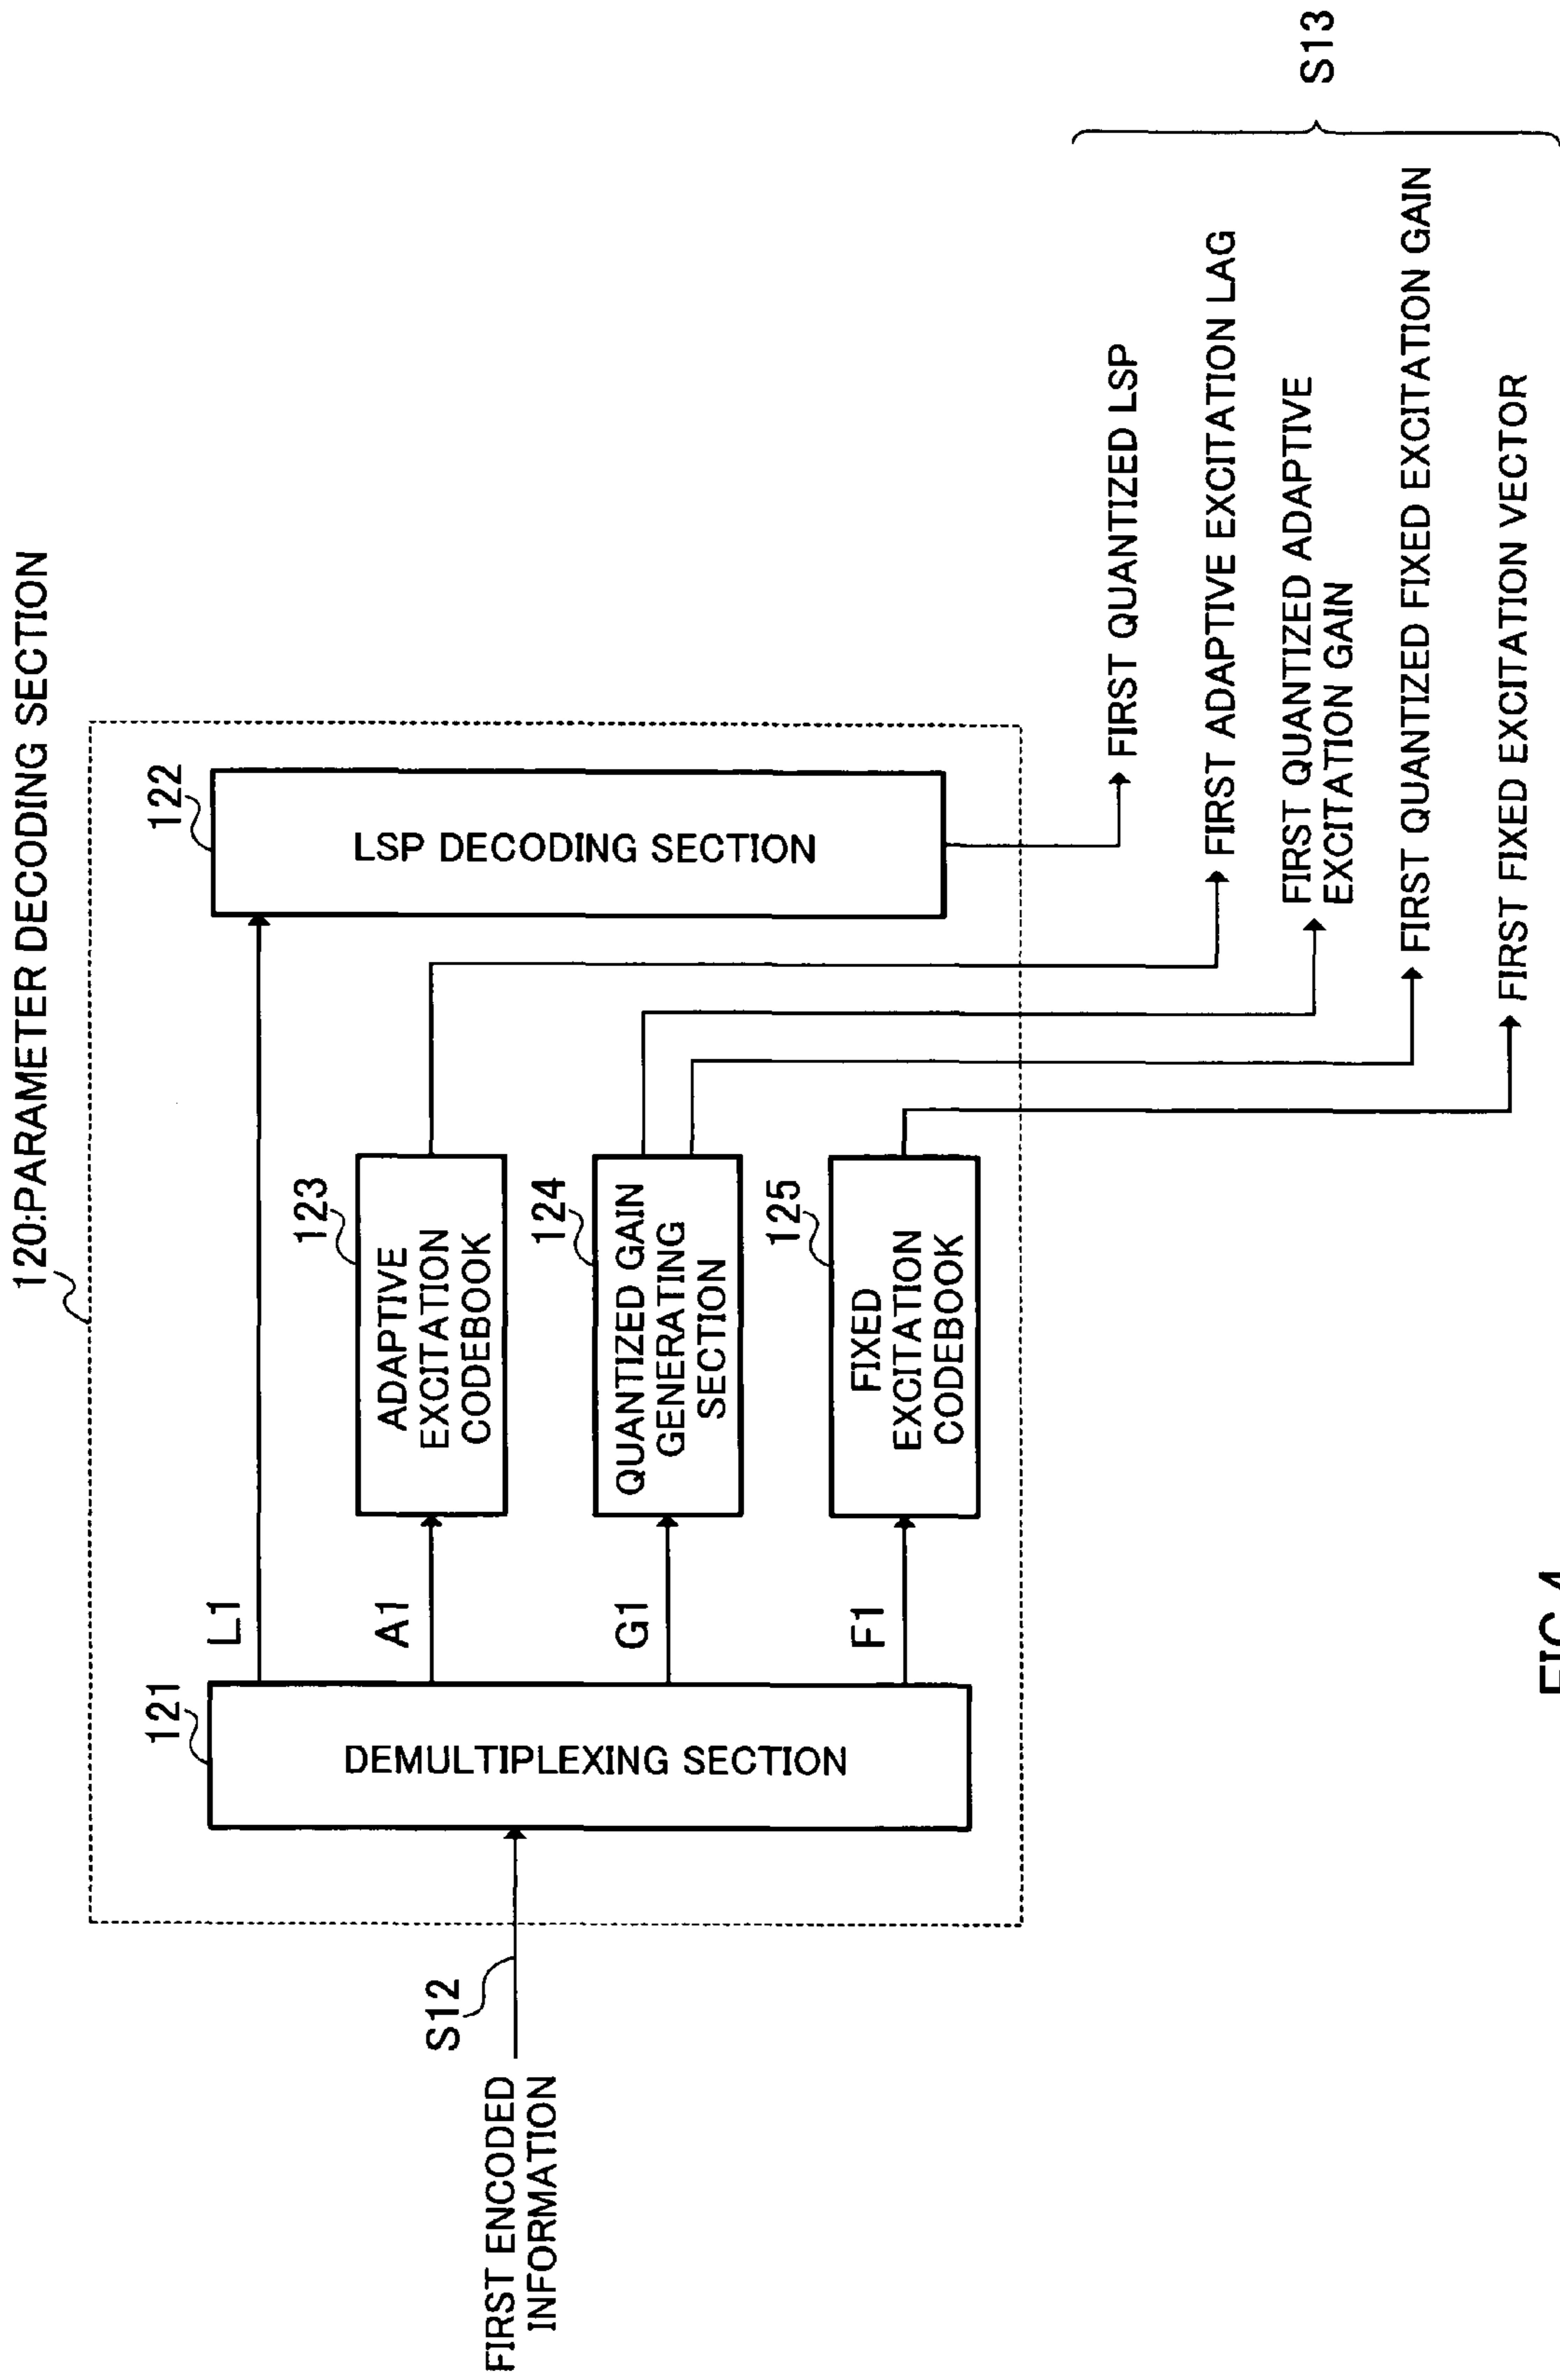 120:PARAMETER DECODING SECTION
FIRST ENCODED
INFORMATION
S12
121
DEMULTIPLEXING SECTION
L1
A1
G1
F1
122
LSP DECODING SECTION
123
ADAPTIVE
EXCITATION
CODEBOOK
124
QUANTIZED GAIN
GENERATING
SECTION
125
FIXED
EXCITATION
CODEBOOK
FIRST QUANTIZED LSP
FIRST ADAPTIVE EXCITATION LAG
FIRST QUANTIZED ADAPTIVE
EXCITATION GAIN
FIRST QUANTIZED FIXED EXCITATION GAIN
FIRST FIXED EXCITATION VECTOR
S13
FIG.4